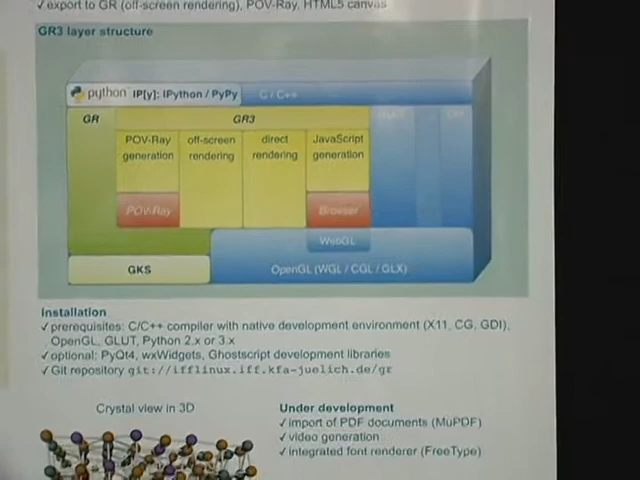 ✓ export to GR (off-screen rendering), POV-Ray, HTML5 canvas
GR3 layer structure
python IP[y]: IPython / PyPy C / C++
GR GR3
POV-Ray generation
off-screen rendering
direct rendering
JavaScript generation
POV-Ray
Browser
WebGL
GKS
OpenGL (WGL / CGL / GLX)
Installation
✓ prerequisites: C/C++ compiler with native development environment (X11, CG, GDI),
OpenGL, GLUT, Python 2.x or 3.x
✓ optional: PyQt4, wxWidgets, Ghostscript development libraries
✓ Git repository git://ifflinux.iff.kfa-juelich.de/gr
Crystal view in 3D
Under development
✓ import of PDF documents (MuPDF)
✓ video generation
✓ integrated font renderer (FreeType)